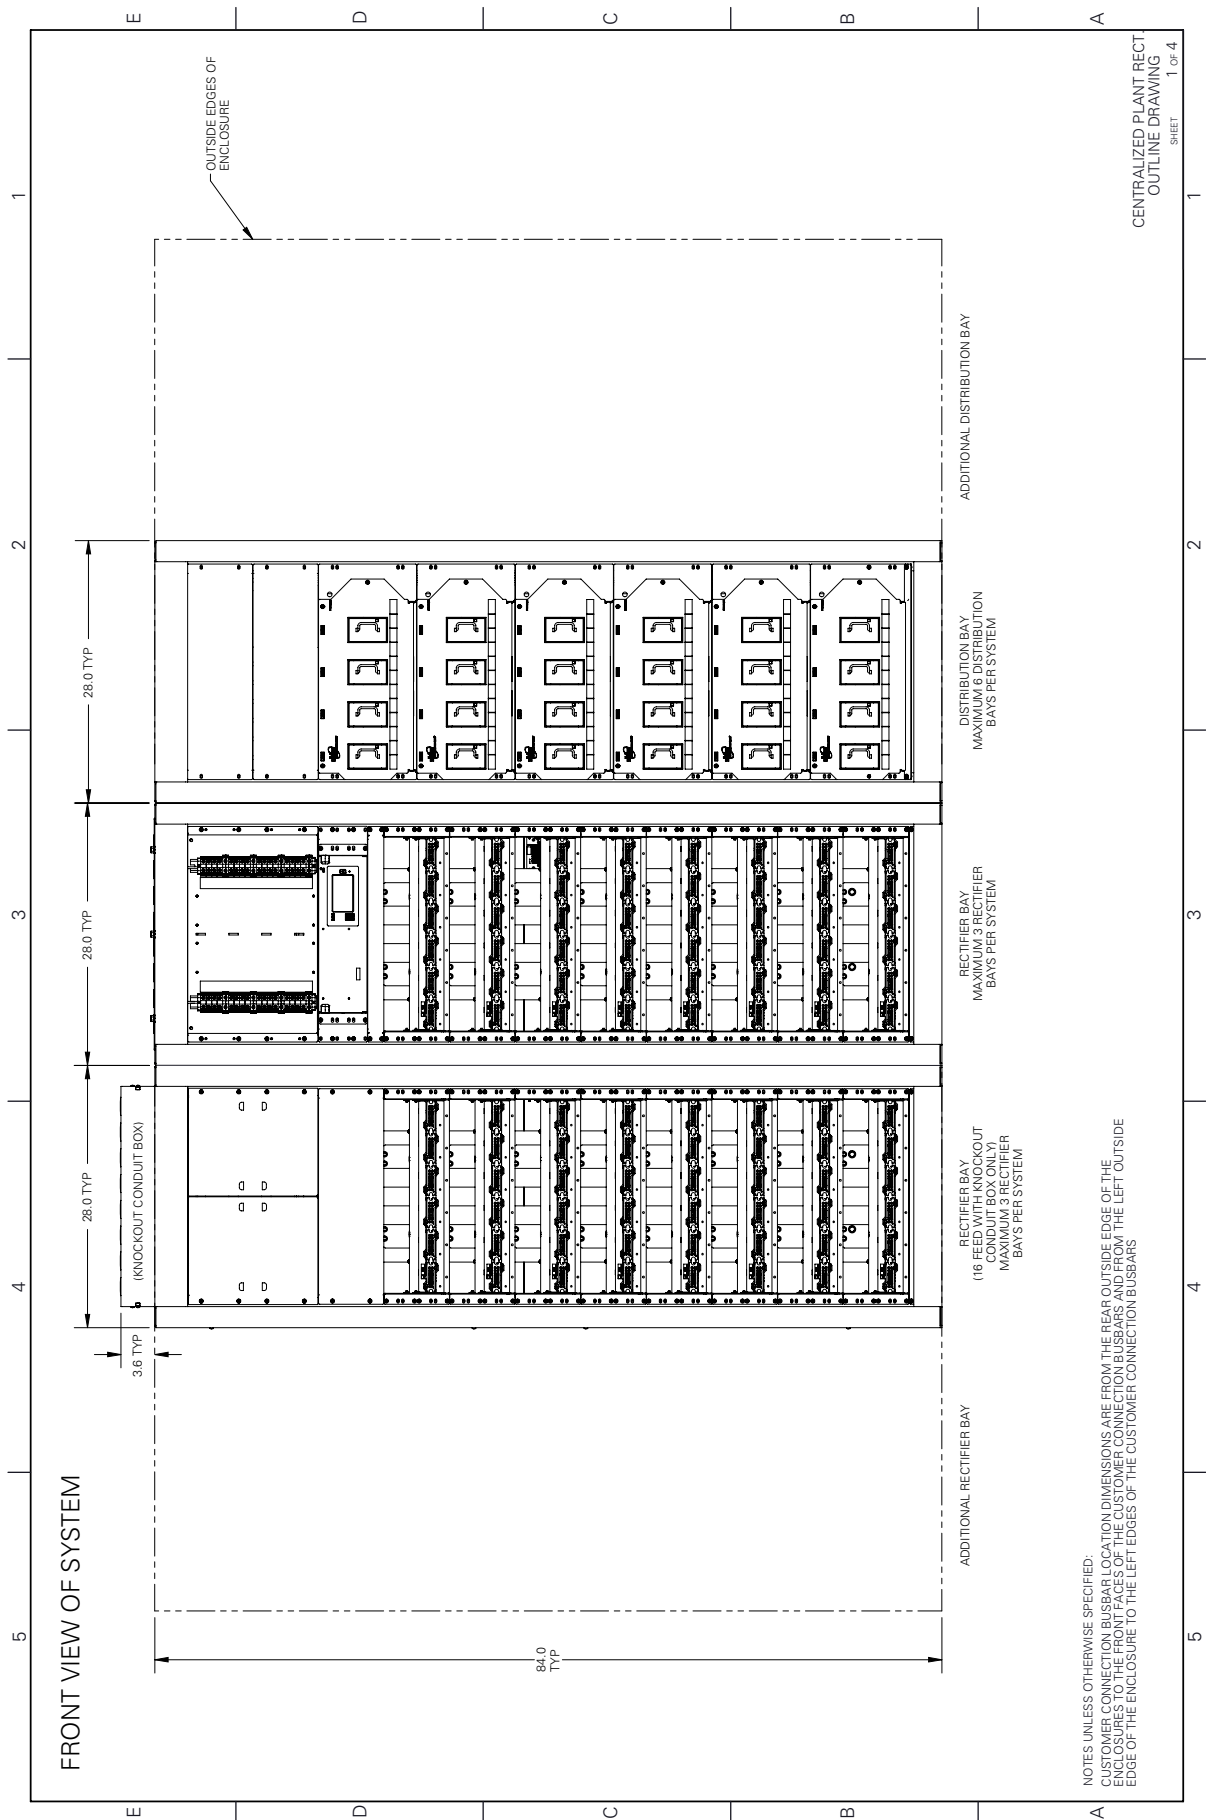 5
4
3
2
1
E
D
C
B
A
FRONT VIEW OF SYSTEM
OUTSIDE EDGES OF
ENCLOSURE
28.0 TYP
28.0 TYP
28.0 TYP
3.6 TYP
(KNOCKOUT CONDUIT BOX)
84.0
TYP
ADDITIONAL RECTIFIER BAY
RECTIFIER BAY
(16 FEED WITH KNOCKOUT
CONDUIT BOX ONLY)
MAXIMUM 3 RECTIFIER
BAYS PER SYSTEM
RECTIFIER BAY
MAXIMUM 3 RECTIFIER
BAYS PER SYSTEM
DISTRIBUTION BAY
MAXIMUM 6 DISTRIBUTION
BAYS PER SYSTEM
ADDITIONAL DISTRIBUTION BAY
NOTES UNLESS OTHERWISE SPECIFIED:
CUSTOMER CONNECTION BUSBAR LOCATION DIMENSIONS ARE FROM THE REAR OUTSIDE EDGE OF THE
ENCLOSURES TO THE FRONT FACES OF THE CUSTOMER CONNECTION BUSBARS, AND FROM THE LEFT OUTSIDE
EDGE OF THE ENCLOSURE TO THE LEFT EDGES OF THE CUSTOMER CONNECTION BUSBARS
CENTRALIZED PLANT RECT.
OUTLINE DRAWING
SHEET 1 OF 4
E
D
C
B
A
5
4
3
2
1